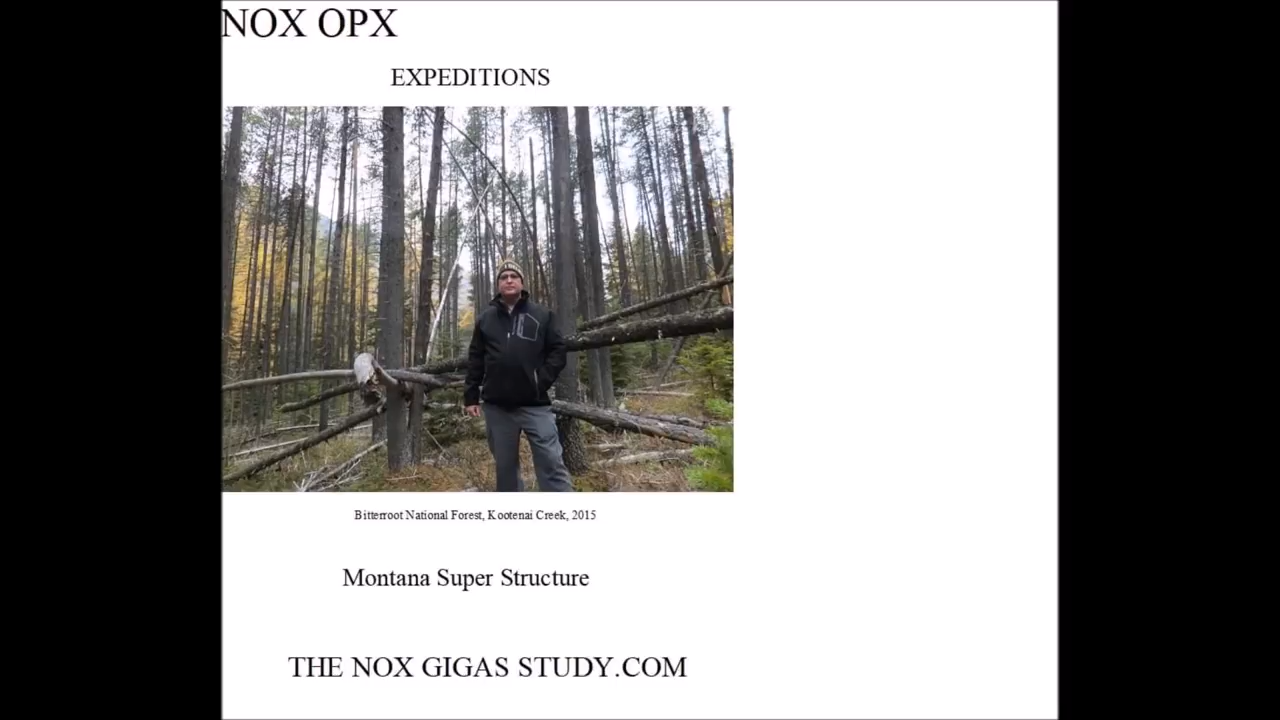 NOX OPX
EXPEDITIONS
Bitterroot National Forest, Kootenai Creek, 2015
Montana Super Structure
THE NOX GIGAS STUDY.COM